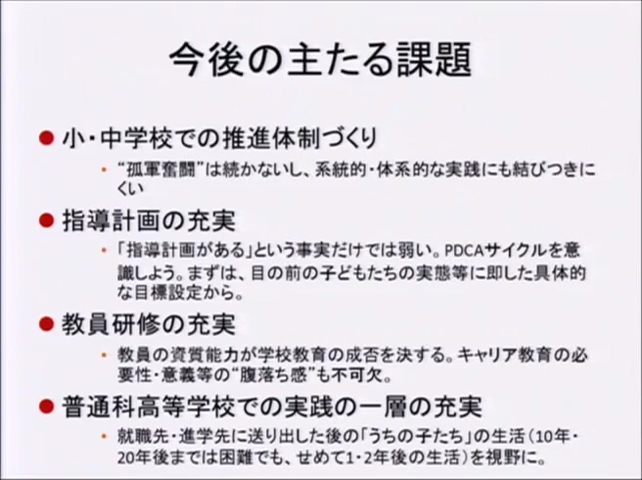 今後の主たる課題
● 小・中学校での推進体制づくり
・ “孤軍奮闘”は続かないし、系統的・体系的な実践にも結びつきに
くい
● 指導計画の充実
・ 「指導計画がある」という事実だけでは弱い。PDCAサイクルを意
識しよう。まずは、目の前の子どもたちの実態等に即した具体的
な目標設定から。
● 教員研修の充実
・ 教員の資質能力が学校教育の成否を決する。キャリア教育の必
要性・意義等の“腹落ち感”も不可欠。
● 普通科高等学校での実践の一層の充実
・ 就職先・進学先に送り出した後の「うちの子たち」の生活（10年・
20年後までは困難でも、せめて1・2年後の生活）を視野に。